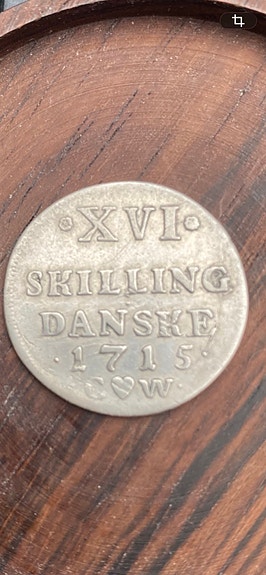 XVI
SKILLING
DANSKE
·1715·
C♥W·